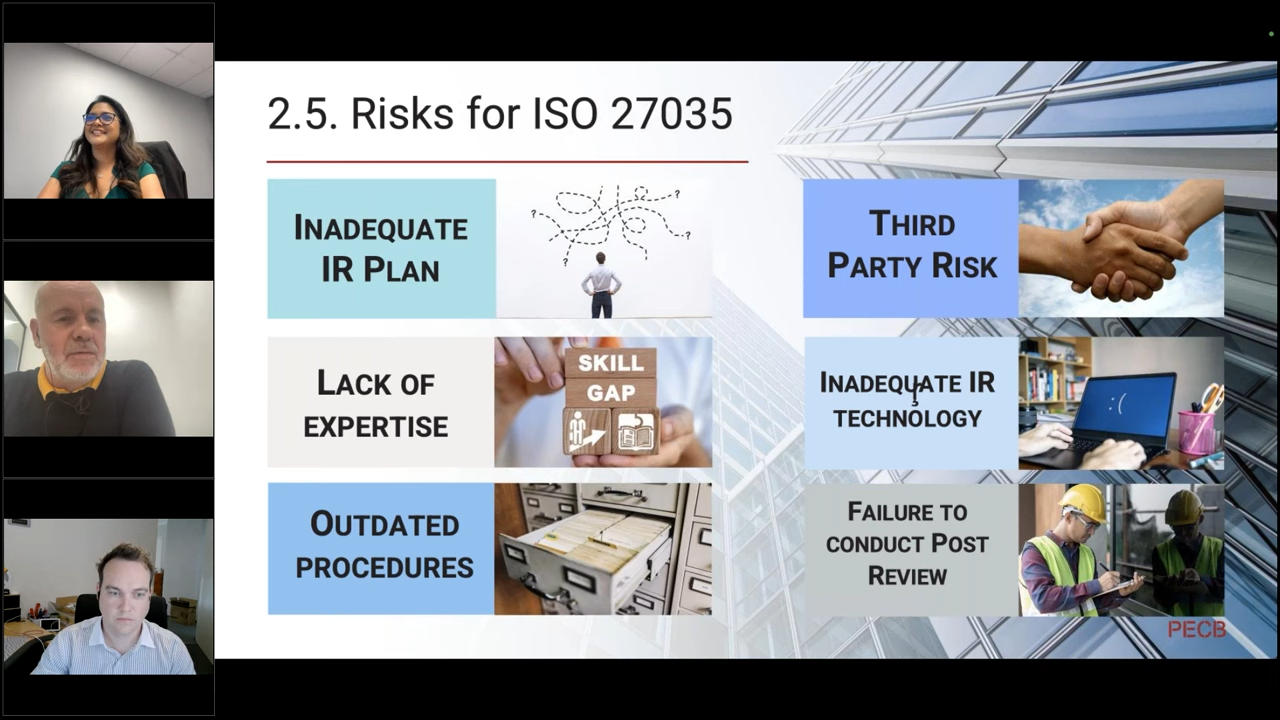 2.5. Risks for ISO 27035
INADEQUATE
IR PLAN
?
?
?
?
THIRD
PARTY RISK
LACK OF
EXPERTISE
SKILL
GAP
INADEQUATE IR
TECHNOLOGY
:(
OUTDATED
PROCEDURES
FAILURE TO
CONDUCT POST
REVIEW
PECB